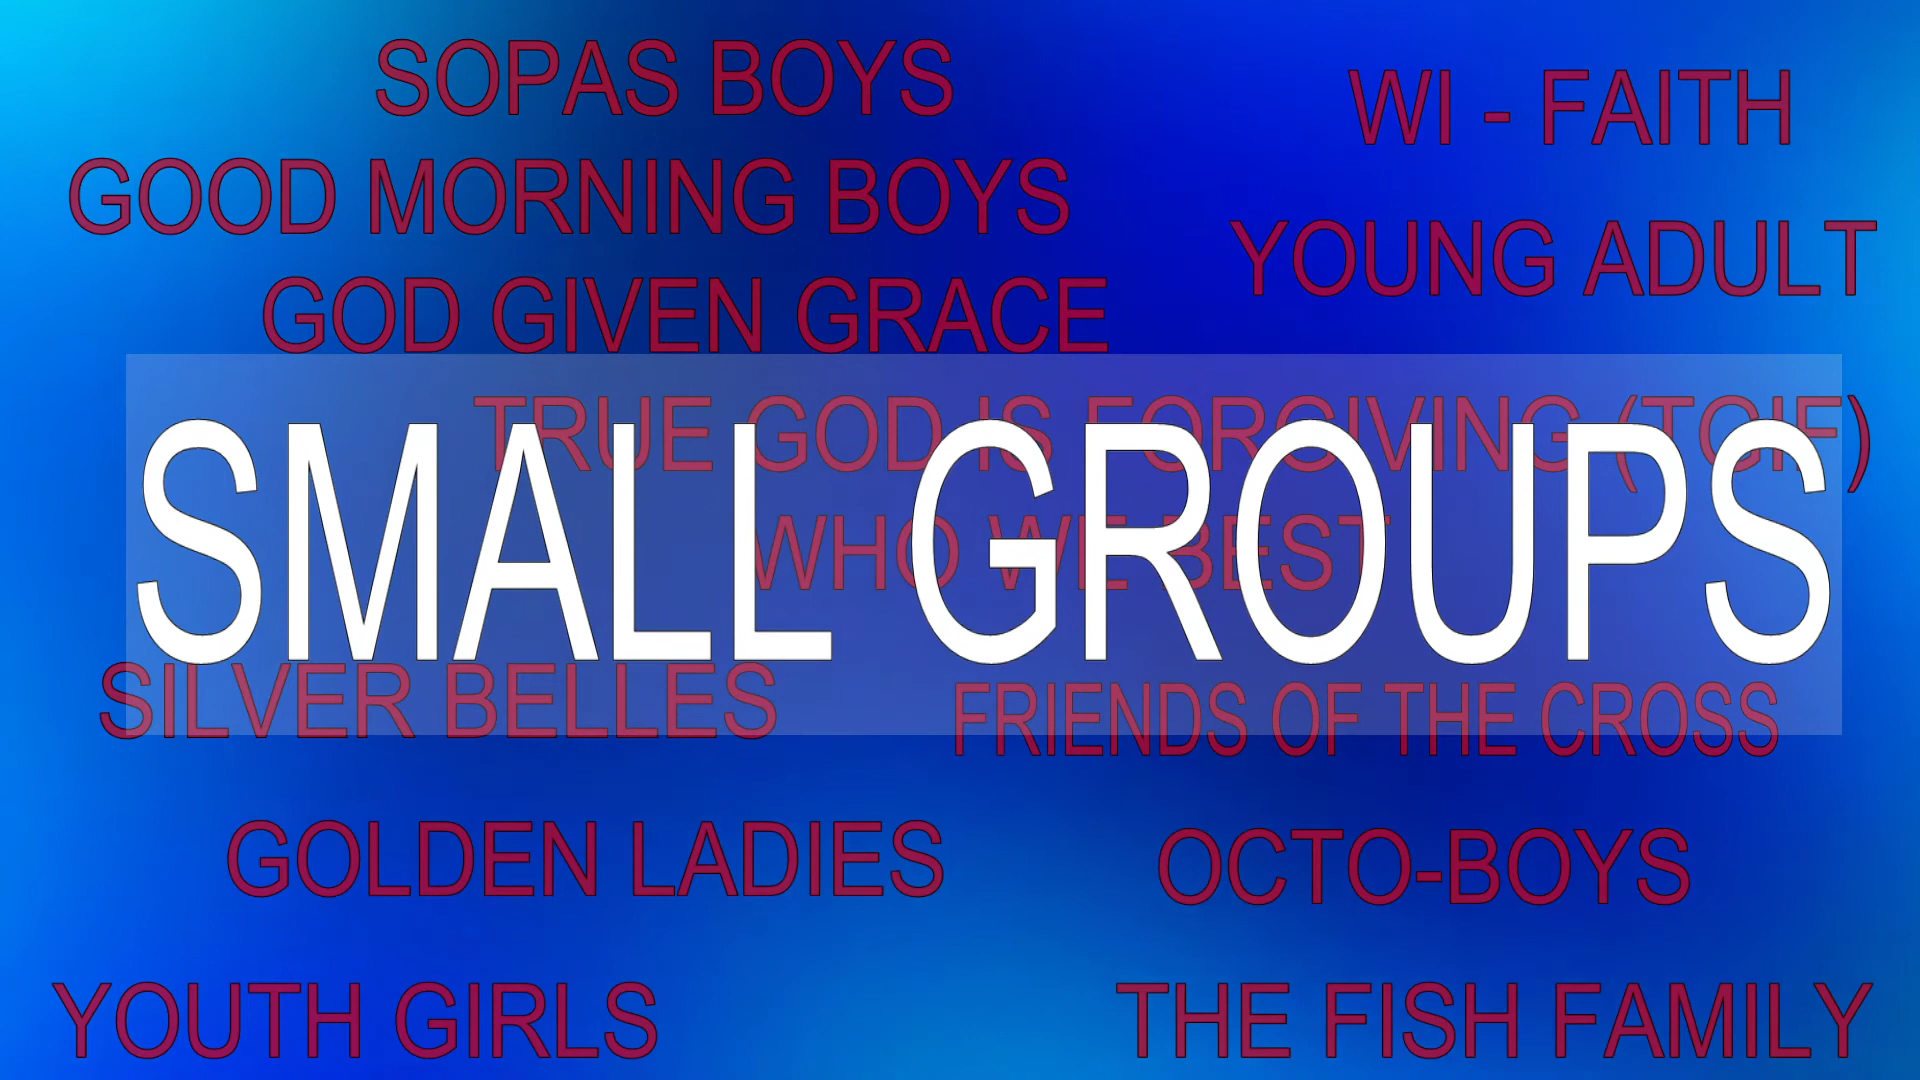 SOPAS BOYS
WI - FAITH
GOOD MORNING BOYS
YOUNG ADULT
GOD GIVEN GRACE
TRUE GOD IS FORGIVING (TGIF)
SMALL GROUPS
WHO WE BEST
SILVER BELLES
FRIENDS OF THE CROSS
GOLDEN LADIES
OCTO-BOYS
YOUTH GIRLS
THE FISH FAMILY